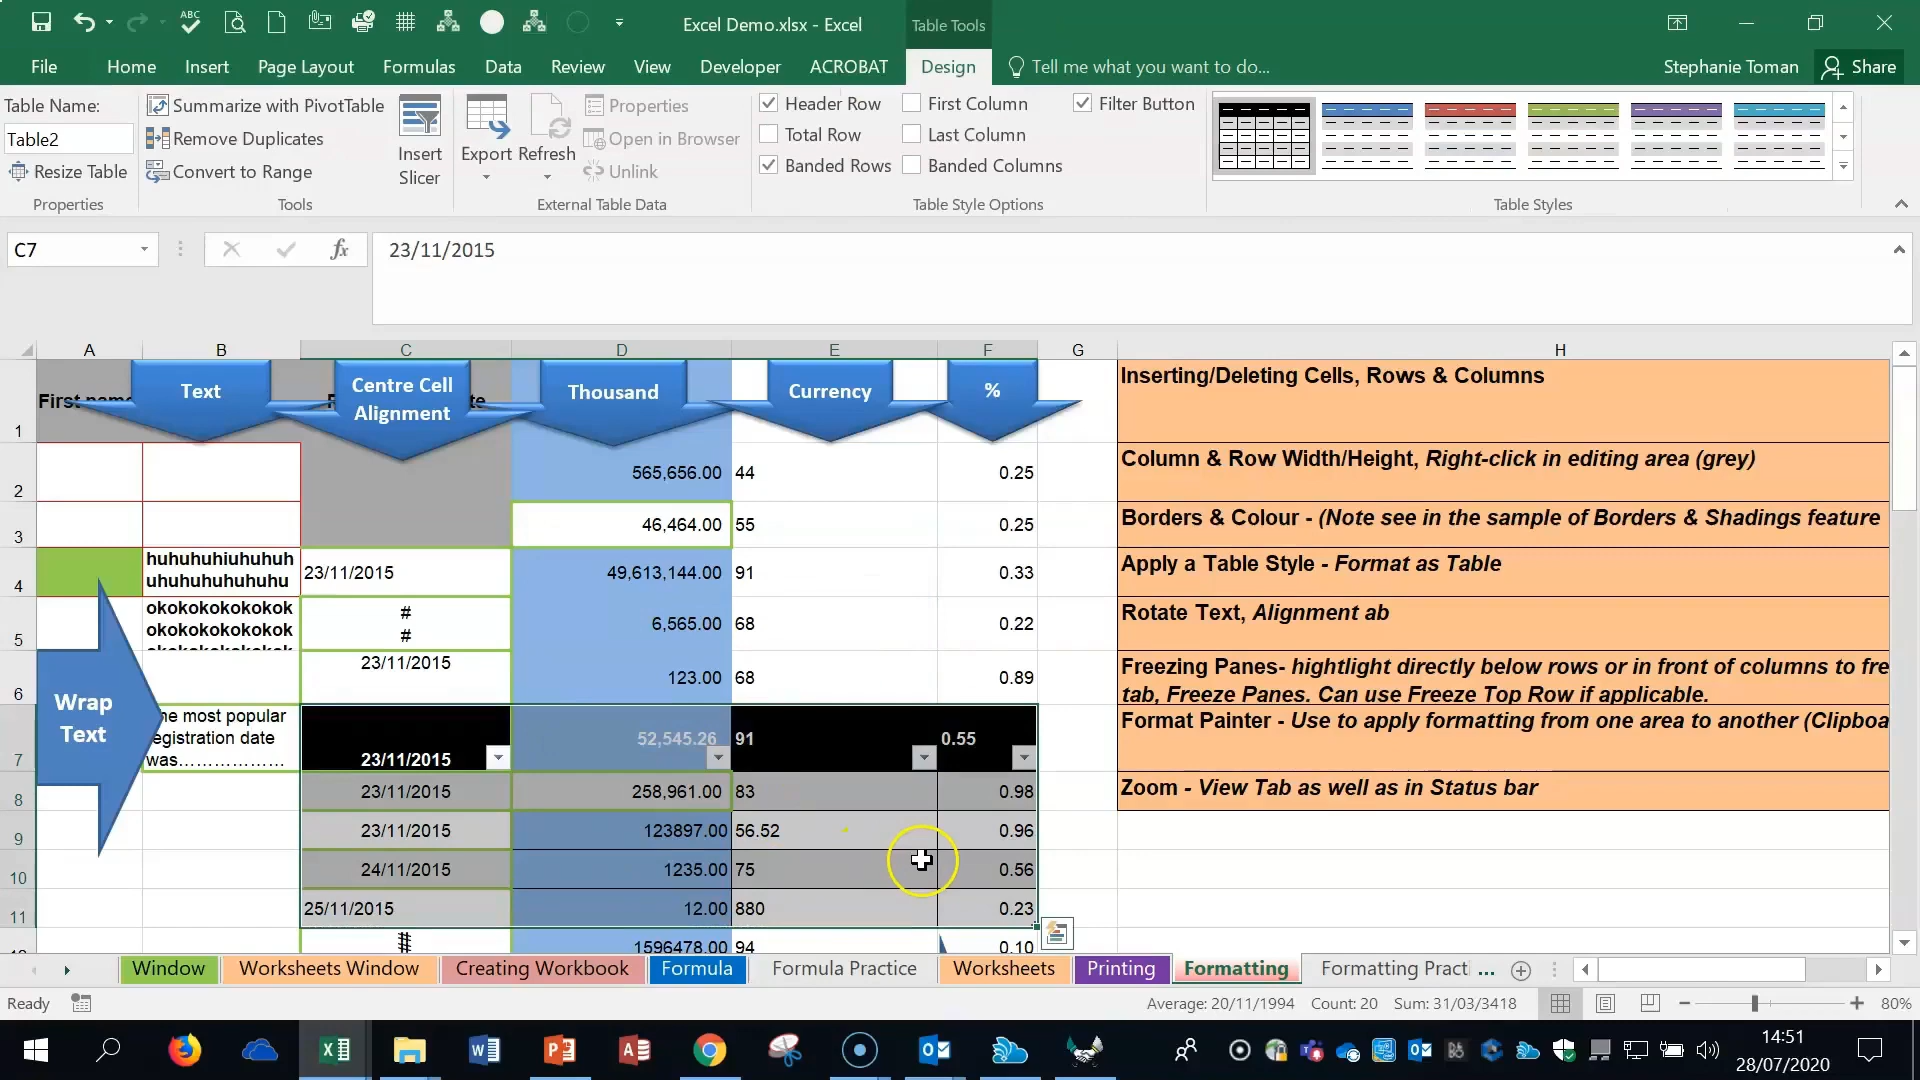 ABC
Excel Demo.xlsx - Excel
Table Tools
File Home Insert Page Layout Formulas Data Review View Developer ACROBAT Design Tell me what you want to do... Stephanie Toman Share
Table Name:
Table2
Resize Table
Properties
Summarize with PivotTable
Remove Duplicates
Convert to Range
Tools
Insert
Slicer
Export Refresh
Properties
Open in Browser
Unlink
External Table Data
Header Row First Column Filter Button
Total Row Last Column
Banded Rows Banded Columns
Table Style Options
Table Styles
C7 fx 23/11/2015
A B C D E F G H
Text
Centre Cell
Alignment
Thousand
Currency
%
1 First Inserting/Deleting Cells, Rows & Columns
2 565,656.00 44 0.25 Column & Row Width/Height, Right-click in editing area (grey)
3 46,464.00 55 0.25 Borders & Colour - (Note see in the sample of Borders & Shadings feature
4 huhuhuhiuhuhuh
uhuhuhuhuhuhu
23/11/2015 49,613,144.00 91 0.33 Apply a Table Style - Format as Table
5 okokokokokokok
okokokokokokok
#
#
6,565.00 68 0.22 Rotate Text, Alignment ab
6 23/11/2015 123.00 68 0.89 Freezing Panes- hightlight directly below rows or in front of columns to fre
tab, Freeze Panes. Can use Freeze Top Row if applicable.
Wrap
Text
7 he most popular
registration date
was………………
23/11/2015 52,545.26 91 0.55 Format Painter - Use to apply formatting from one area to another (Clipboa
8 23/11/2015 258,961.00 83 0.98 Zoom - View Tab as well as in Status bar
9 23/11/2015 123897.00 56.52 0.96
10 24/11/2015 1235.00 75 0.56
11 25/11/2015 12.00 880 0.23
1596478.00 94 0.10
Window Worksheets Window Creating Workbook Formula Formula Practice Worksheets Printing Formatting Formatting Practi ...
Ready Average: 20/11/1994 Count: 20 Sum: 31/03/3418 80%
14:51
28/07/2020